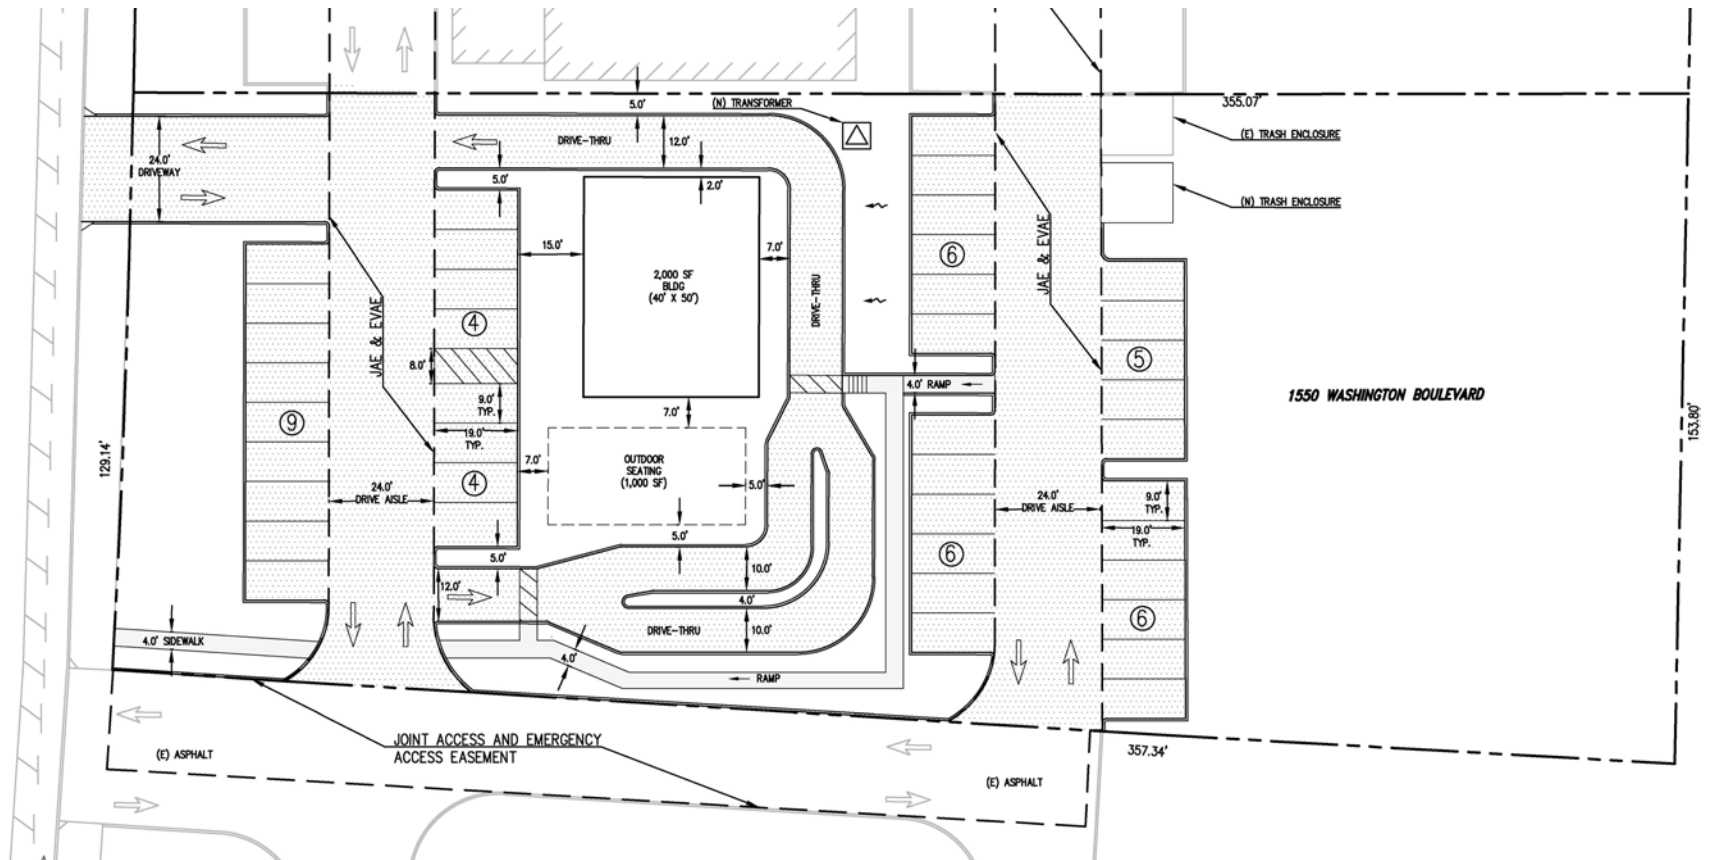 355.07'
5.0'
(N) TRANSFORMER
(E) TRASH ENCLOSURE
DRIVE-THRU
12.0'
24.0'
DRIVEWAY
5.0'
2.0'
(N) TRASH ENCLOSURE
15.0'
7.0'
6
JAE & EVAE
2,000 SF
BLDG
(40' X 50')
DRIVE-THRU
JAE & EVAE
4
8.0'
5
9.0'
TYP.
4.0' RAMP
1550 WASHINGTON BOULEVARD
9
7.0'
19.0'
TYP.
129.14'
153.80'
7.0'
OUTDOOR
SEATING
(1,000 SF)
4
5.0'
24.0'
DRIVE AISLE
24.0'
DRIVE AISLE
9.0'
TYP.
19.0'
TYP.
5.0'
5.0'
6
10.0'
12.0'
4.0'
6
DRIVE-THRU
10.0'
4.0' SIDEWALK
4.0'
RAMP
JOINT ACCESS AND EMERGENCY
ACCESS EASEMENT
357.34'
(E) ASPHALT
(E) ASPHALT